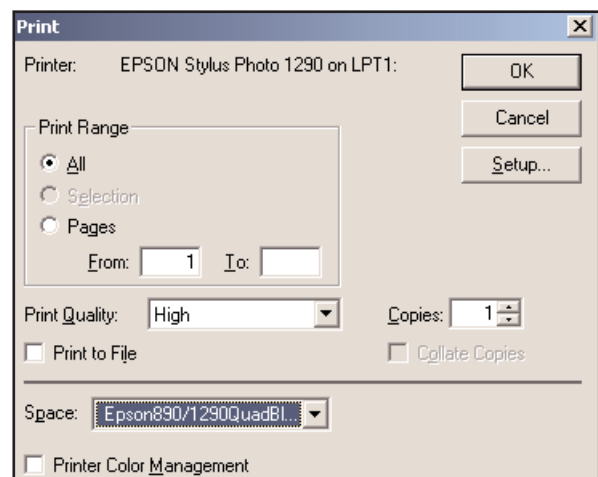 Print
Printer: EPSON Stylus Photo 1290 on LPT1:
OK
Cancel
Setup...
Print Range
All
Selection
Pages
From: 1 To:
Print Quality: High
Copies: 1
Print to File
Collate Copies
Space: Epson890/1290QuadBl...
Printer Color Management